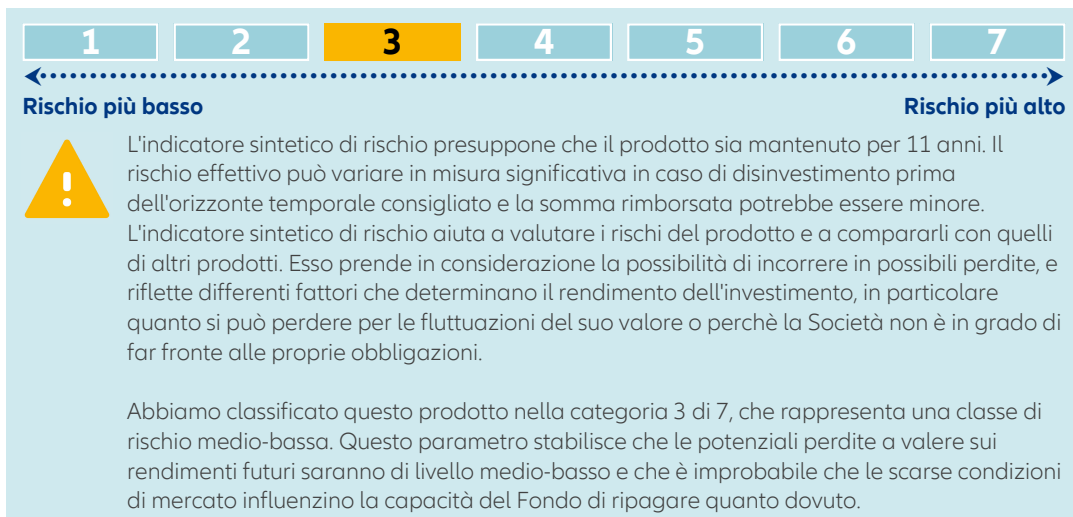 1 2 3 4 5 6 7
Rischio più basso Rischio più alto
L'indicatore sintetico di rischio presuppone che il prodotto sia mantenuto per 11 anni. Il
rischio effettivo può variare in misura significativa in caso di disinvestimento prima
dell'orizzonte temporale consigliato e la somma rimborsata potrebbe essere minore.
L'indicatore sintetico di rischio aiuta a valutare i rischi del prodotto e a compararli con quelli
di altri prodotti. Esso prende in considerazione la possibilità di incorrere in possibili perdite, e
riflette differenti fattori che determinano il rendimento dell'investimento, in particolare
quanto si può perdere per le fluttuazioni del suo valore o perchè la Società non è in grado di
far fronte alle proprie obbligazioni.
Abbiamo classificato questo prodotto nella categoria 3 di 7, che rappresenta una classe di
rischio medio-bassa. Questo parametro stabilisce che le potenziali perdite a valere sui
rendimenti futuri saranno di livello medio-basso e che è improbabile che le scarse condizioni
di mercato influenzino la capacità del Fondo di ripagare quanto dovuto.